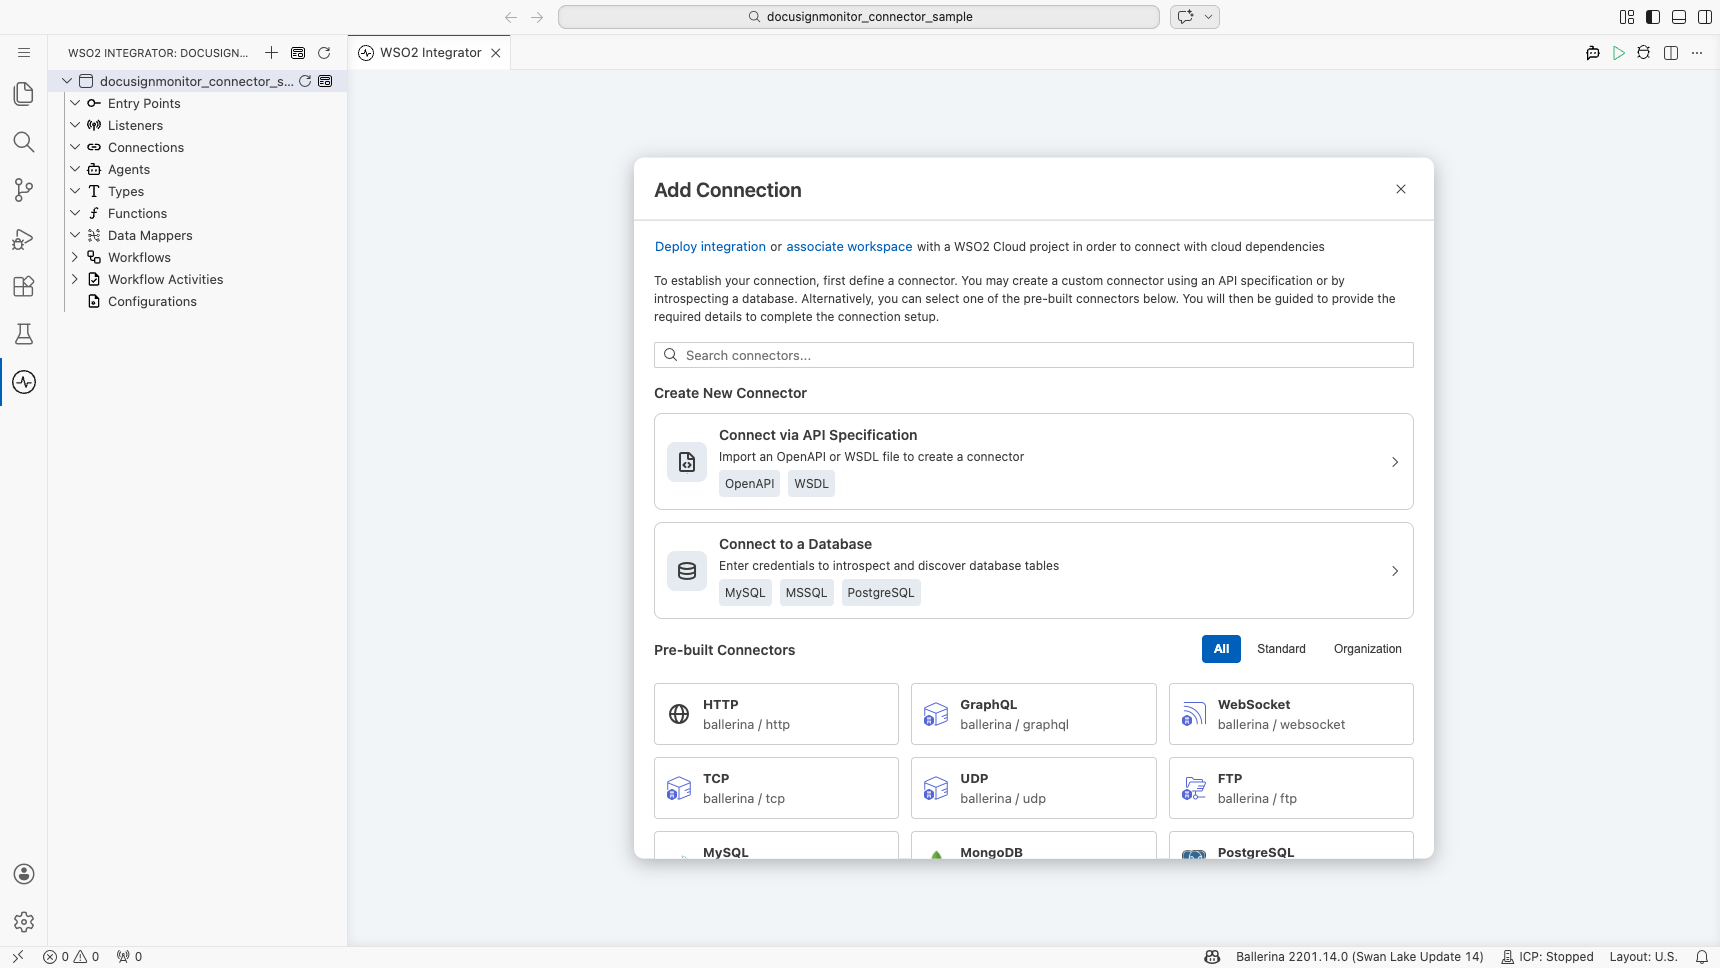 docusignmonitor_connector_sample
WSO2 INTEGRATOR: DOCUSIGN...
WSO2 Integrator
docusignmonitor_connector_s...
Entry Points
Listeners
Connections
Agents
Types
Functions
Data Mappers
Workflows
Workflow Activities
Configurations
Add Connection
Deploy integration or associate workspace with a WSO2 Cloud project in order to connect with cloud dependencies
To establish your connection, first define a connector. You may create a custom connector using an API specification or by
introspecting a database. Alternatively, you can select one of the pre-built connectors below. You will then be guided to provide the
required details to complete the connection setup.
Search connectors...
Create New Connector
Connect via API Specification
Import an OpenAPI or WSDL file to create a connector
OpenAPI WSDL
Connect to a Database
Enter credentials to introspect and discover database tables
MySQL MSSQL PostgreSQL
Pre-built Connectors
All Standard Organization
HTTP
ballerina / http
GraphQL
ballerina / graphql
WebSocket
ballerina / websocket
TCP
ballerina / tcp
UDP
ballerina / udp
FTP
ballerina / ftp
MySQL
MongoDB
PostgreSQL
0 0 0
Ballerina 2201.14.0 (Swan Lake Update 14) ICP: Stopped Layout: U.S.